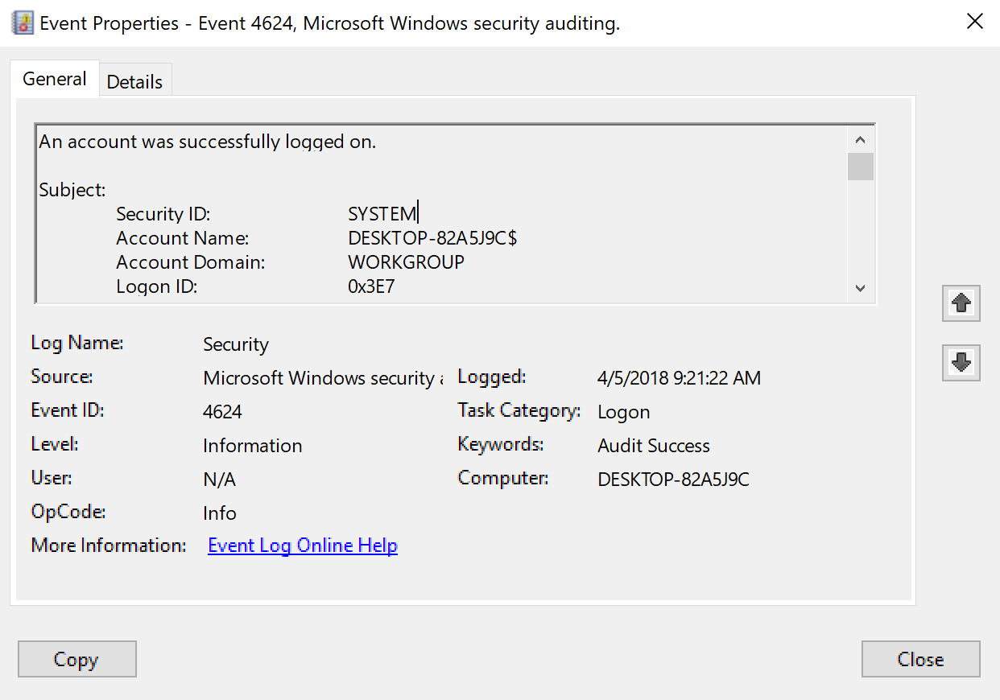 Event Properties - Event 4624, Microsoft Windows security auditing.
General
Details
An account was successfully logged on.
Subject:
Security ID: SYSTEM
Account Name: DESKTOP-82A5J9C$
Account Domain: WORKGROUP
Logon ID: 0x3E7
Log Name: Security
Source: Microsoft Windows security a Logged: 4/5/2018 9:21:22 AM
Event ID: 4624 Task Category: Logon
Level: Information Keywords: Audit Success
User: N/A Computer: DESKTOP-82A5J9C
OpCode: Info
More Information: Event Log Online Help
Copy Close